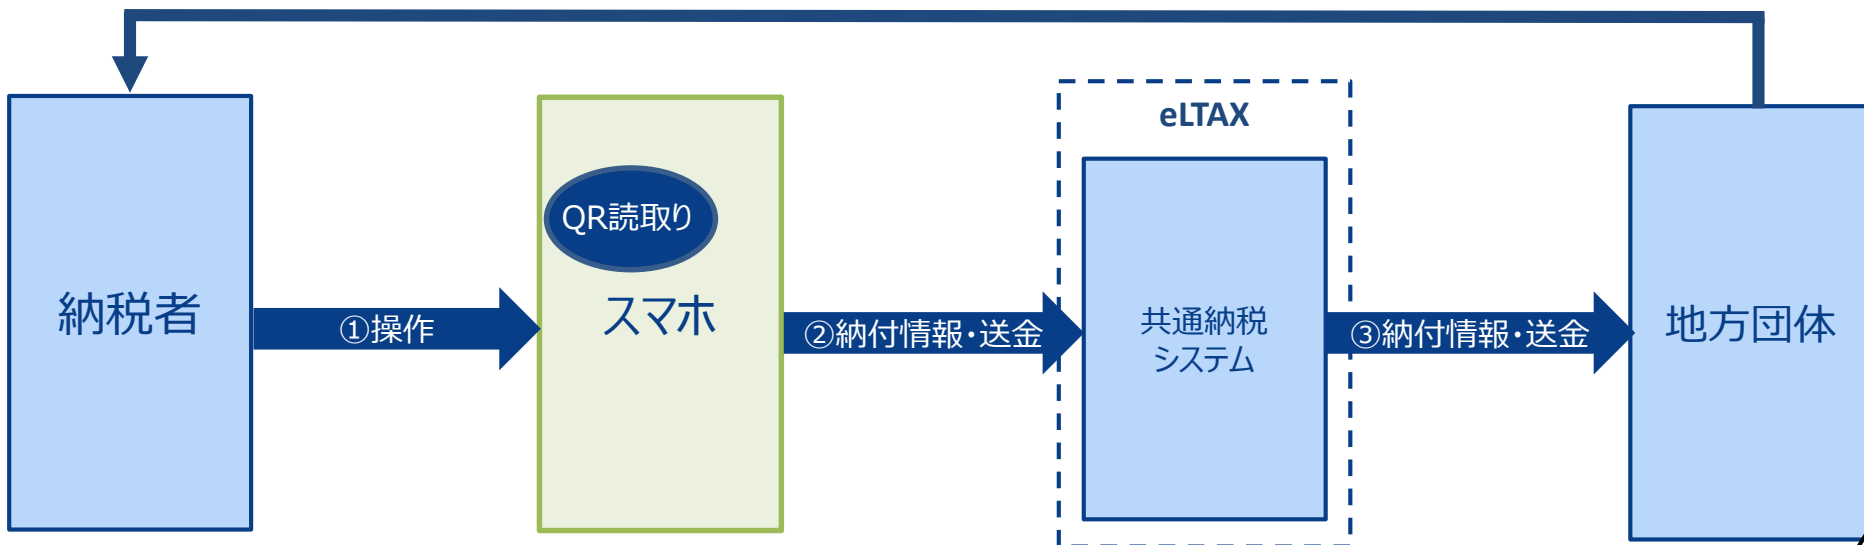 eLTAX
QR読取り
納税者
①操作
スマホ
②納付情報・送金
共通納税
システム
③納付情報・送金
地方団体